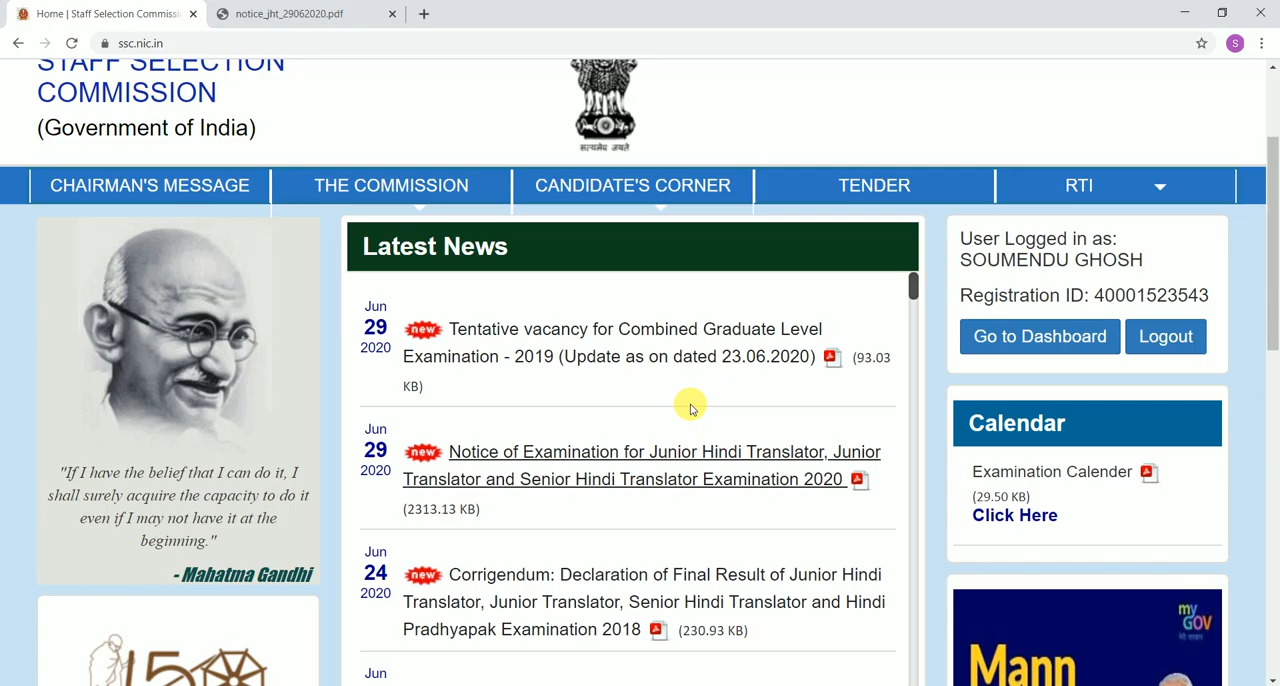 Home | Staff Selection Commissi
notice_jht_29062020.pdf
ssc.nic.in
S
STAFF SELECTION
COMMISSION
(Government of India)
सत्यमेव जयते
CHAIRMAN'S MESSAGE
THE COMMISSION
CANDIDATE'S CORNER
TENDER
RTI
"If I have the belief that I can do it, I
shall surely acquire the capacity to do it
even if I may not have it at the
beginning."
- Mahatma Gandhi
150
Latest News
Jun
29
2020
new Tentative vacancy for Combined Graduate Level
Examination - 2019 (Update as on dated 23.06.2020) (93.03
KB)
Jun
29
2020
new Notice of Examination for Junior Hindi Translator, Junior
Translator and Senior Hindi Translator Examination 2020
(2313.13 KB)
Jun
24
2020
new Corrigendum: Declaration of Final Result of Junior Hindi
Translator, Junior Translator, Senior Hindi Translator and Hindi
Pradhyapak Examination 2018 (230.93 KB)
Jun
User Logged in as:
SOUMENDU GHOSH
Registration ID: 40001523543
Go to Dashboard
Logout
Calendar
Examination Calender
(29.50 KB)
Click Here
my
GOV
मेरी सरकार
Mann